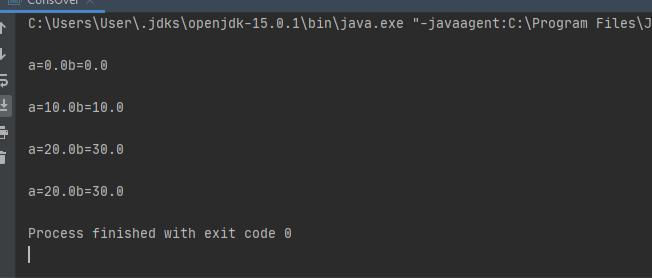 ConsOver
C:\Users\User\.jdks\openjdk-15.0.1\bin\java.exe "-javaagent:C:\Program Files\J
a=0.0b=0.0
a=10.0b=10.0
a=20.0b=30.0
a=20.0b=30.0
Process finished with exit code 0